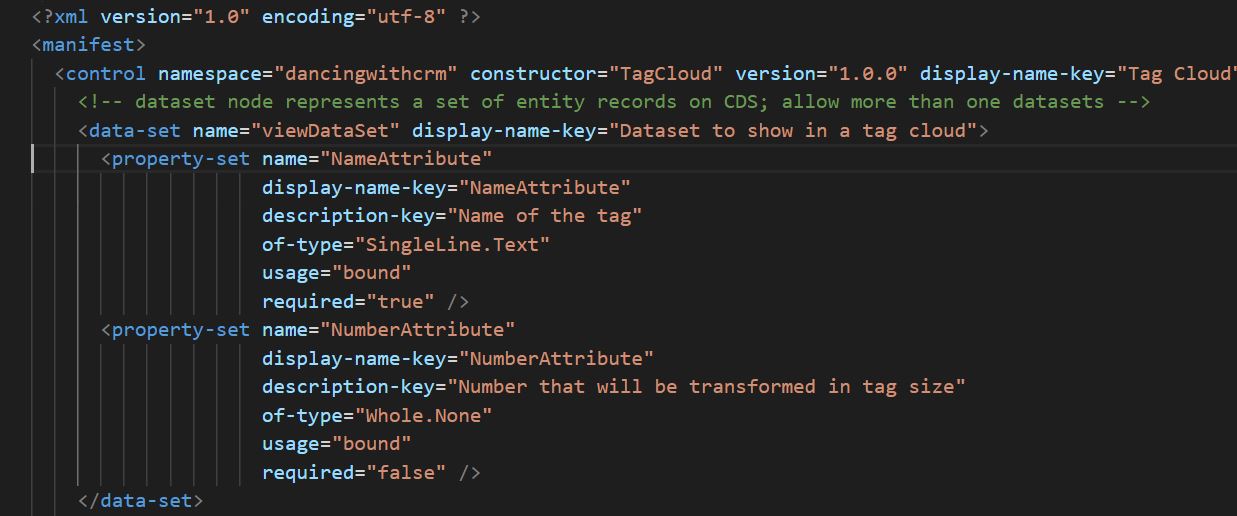 <?xml version="1.0" encoding="utf-8" ?>
<manifest>
<control namespace="dancingwithcrm" constructor="TagCloud" version="1.0.0" display-name-key="Tag Cloud"
<!-- dataset node represents a set of entity records on CDS; allow more than one datasets -->
<data-set name="viewDataSet" display-name-key="Dataset to show in a tag cloud">
<property-set name="NameAttribute"
display-name-key="NameAttribute"
description-key="Name of the tag"
of-type="SingleLine.Text"
usage="bound"
required="true" />
<property-set name="NumberAttribute"
display-name-key="NumberAttribute"
description-key="Number that will be transformed in tag size"
of-type="Whole.None"
usage="bound"
required="false" />
</data-set>